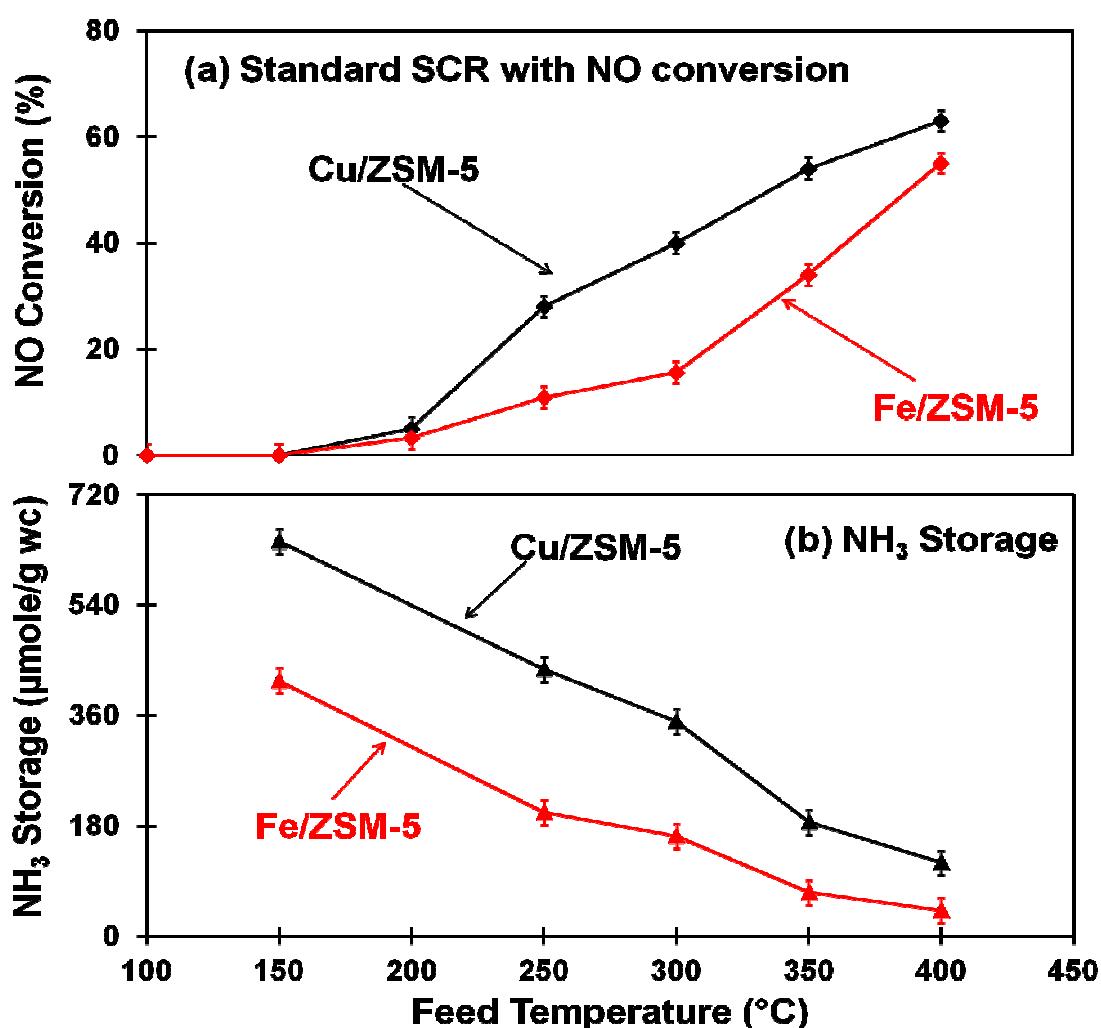 (a) Standard SCR with NO conversion
NO Conversion (%)
80
60
40
20
0
Cu/ZSM-5
Fe/ZSM-5
(b) NH₃ Storage
NH₃ Storage (µmole/g wc)
720
540
360
180
0
Cu/ZSM-5
Fe/ZSM-5
100 150 200 250 300 350 400 450
Feed Temperature (°C)